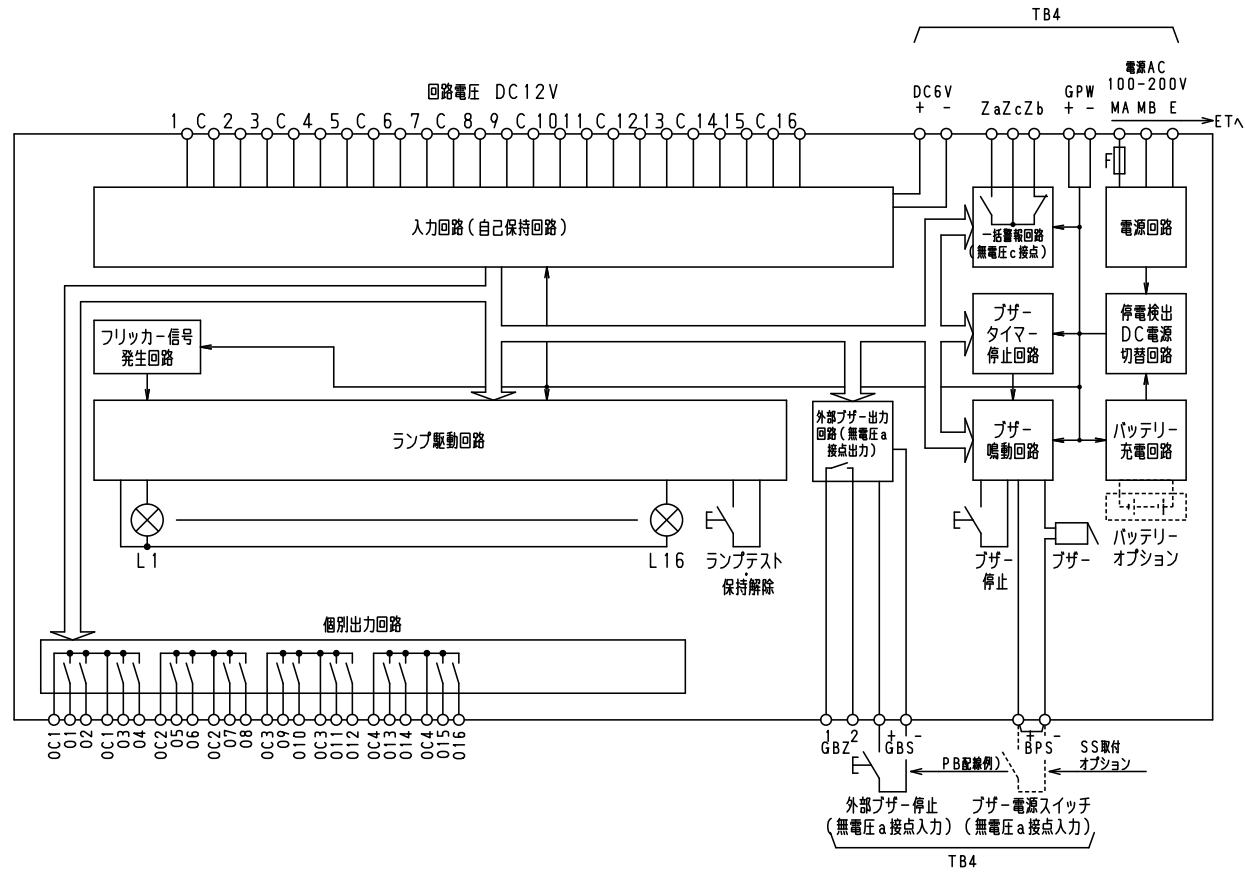 TB4
電源AC
100-200V
回路電圧 DC12V
DC6V
+ −
ZaZcZb
GPW
+ −
MA MB E
1 C 2 3 C 4 5 C 6 7 C 8 9 C 10 11 C 12 13 C 14 15 C 16
ETへ
F
入力回路(自己保持回路)
一括警報回路
(無電圧c接点)
電源回路
フリッカー信号
発生回路
ブザー
タイマー
停止回路
停電検出
DC電源
切替回路
ランプ駆動回路
外部ブザー出力
回路(無電圧a
接点出力)
ブザー
鳴動回路
バッテリー
充電回路
L1
L16
ランプテスト
・
保持解除
ブザー
停止
ブザー
バッテリー
オプション
個別出力回路
OC1 O1 O2 OC1 O3 O4 OC2 O5 O6 OC2 O7 O8 OC3 O9 O10 OC3 O11 O12 OC4 O13 O14 OC4 O15 O16
1 2
GBZ
+ −
GBS
+ −
BPS
SS取付
オプション
PB配線例)
外部ブザー停止
(無電圧a接点入力)
ブザー電源スイッチ
(無電圧a接点入力)
TB4